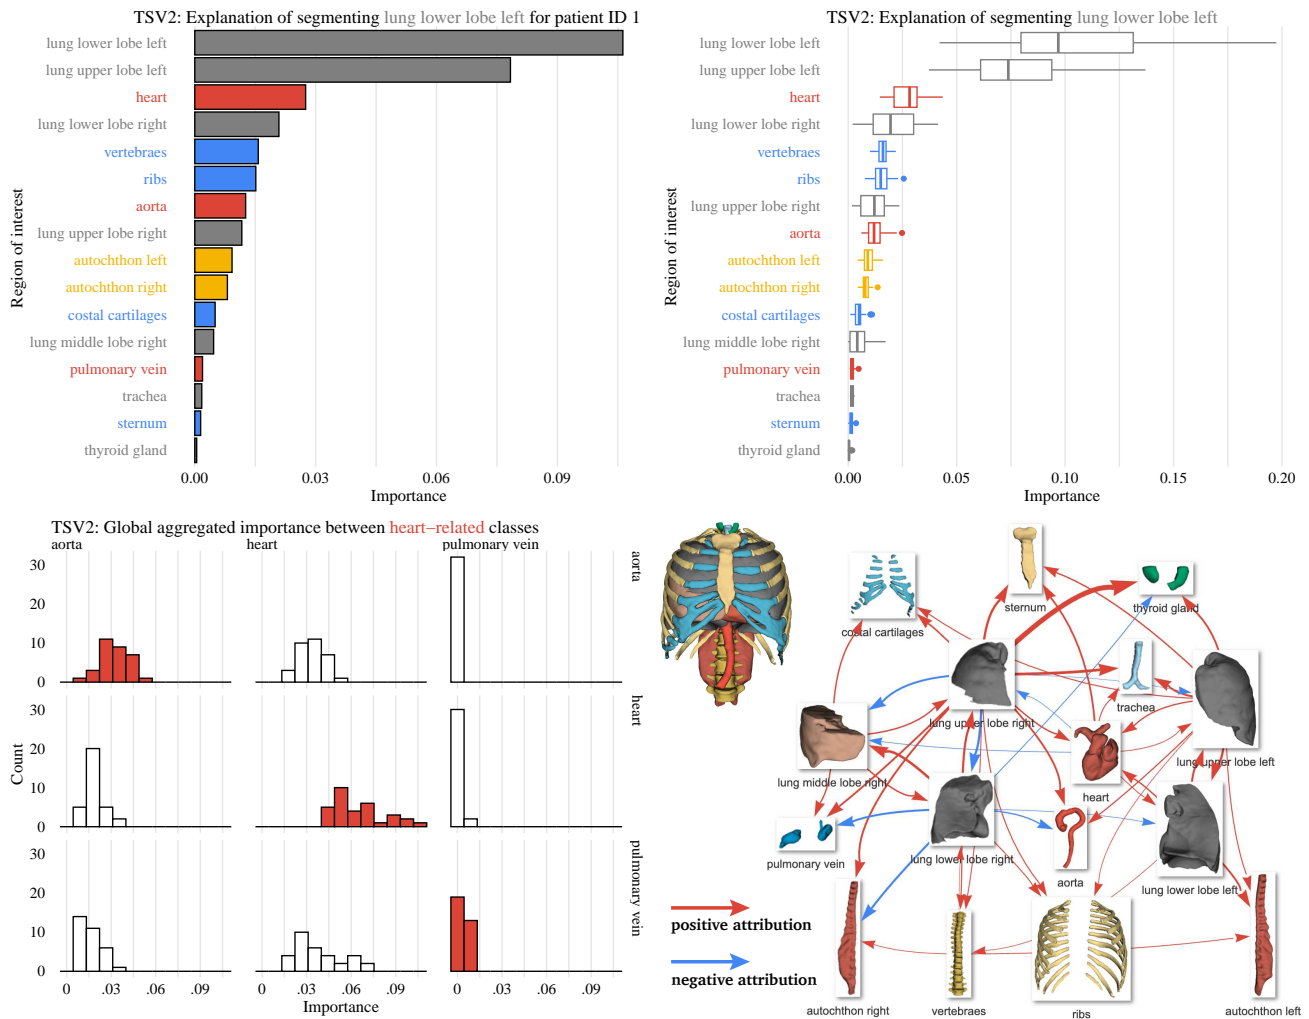 TSV2: Explanation of segmenting lung lower lobe left for patient ID 1
Region of interest
lung lower lobe left
lung upper lobe left
heart
lung lower lobe right
vertebraes
ribs
aorta
lung upper lobe right
autochthon left
autochthon right
costal cartilages
lung middle lobe right
pulmonary vein
trachea
sternum
thyroid gland
0.00 0.03 0.06 0.09
Importance
TSV2: Explanation of segmenting lung lower lobe left
Region of interest
lung lower lobe left
lung upper lobe left
heart
lung lower lobe right
vertebraes
ribs
lung upper lobe right
aorta
autochthon left
autochthon right
costal cartilages
lung middle lobe right
pulmonary vein
trachea
sternum
thyroid gland
0.00 0.05 0.10 0.15 0.20
Importance
TSV2: Global aggregated importance between heart−related classes
aorta heart pulmonary vein
Count
30
20
10
0
aorta
30
20
10
0
heart
30
20
10
0
pulmonary vein
0 .03 .06 .09 0 .03 .06 .09 0 .03 .06 .09
Importance
sternum
thyroid gland
costal cartilages
trachea
lung upper lobe right
lung upper lobe left
lung middle lobe right
heart
pulmonary vein
lung lower lobe right
aorta
lung lower lobe left
positive attribution
negative attribution
autochthon right
vertebraes
ribs
autochthon left